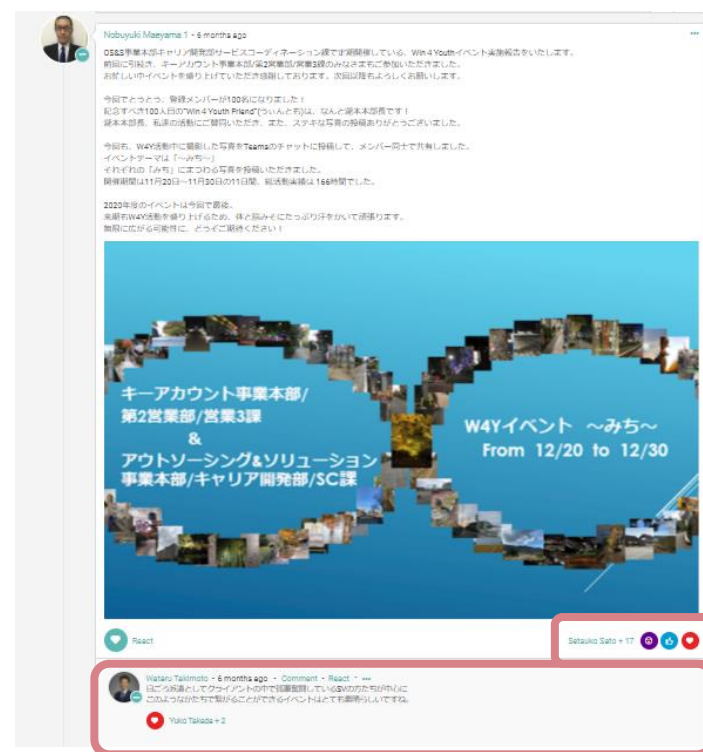 Nobuyuki Maeyama 1 • 6 months ago
OS&S事業本部キャリア開発部サービスコーディネーション課で定期開催している、Win 4 Youthイベント実施報告をいたします。
前回に引続き、キーアカウント事業本部/第2営業部/営業3課のみなさまもご参加いただきました。
お忙しい中イベントを盛り上げていただき感謝しております。次回以降もよろしくお願いします。
今回でとうとう、登録メンバーが100名になりました！
記念すべき100人目の"Win 4 Youth Friend"(うぃんとも)は、なんと瀧本本部長です！
瀧本本部長、私達の活動にご賛同いただき、また、ステキな写真の投稿ありがとうございました。
今回も、W4Y活動中に撮影した写真をTeamsのチャットに投稿して、メンバー同士で共有しました。
イベントテーマは「～みち～」
それぞれの「みち」にまつわる写真を投稿いただきました。
開催期間は11月20日～11月30日の11日間、総活動実績は166時間でした。
2020年度のイベントは今回で最後。
来期もW4Y活動を盛り上げるため、体と脳みそにたっぷり汗をかいて頑張ります。
無限に広がる可能性に、どうぞご期待ください！
キーアカウント事業本部/
第2営業部/営業3課
&
アウトソーシング&ソリューション
事業本部/キャリア開発部/SC課
W4Yイベント ～みち～
From 12/20 to 12/30
React
Setsuko Sato + 17
Wataru Takimoto • 6 months ago • Comment • React •
日ごろ派遣としてクライアントの中で孤軍奮闘しているSVの方たちが中心に
このようなかたちで繋がることができるイベントはとても素晴らしいですね。
Yuko Takada + 2